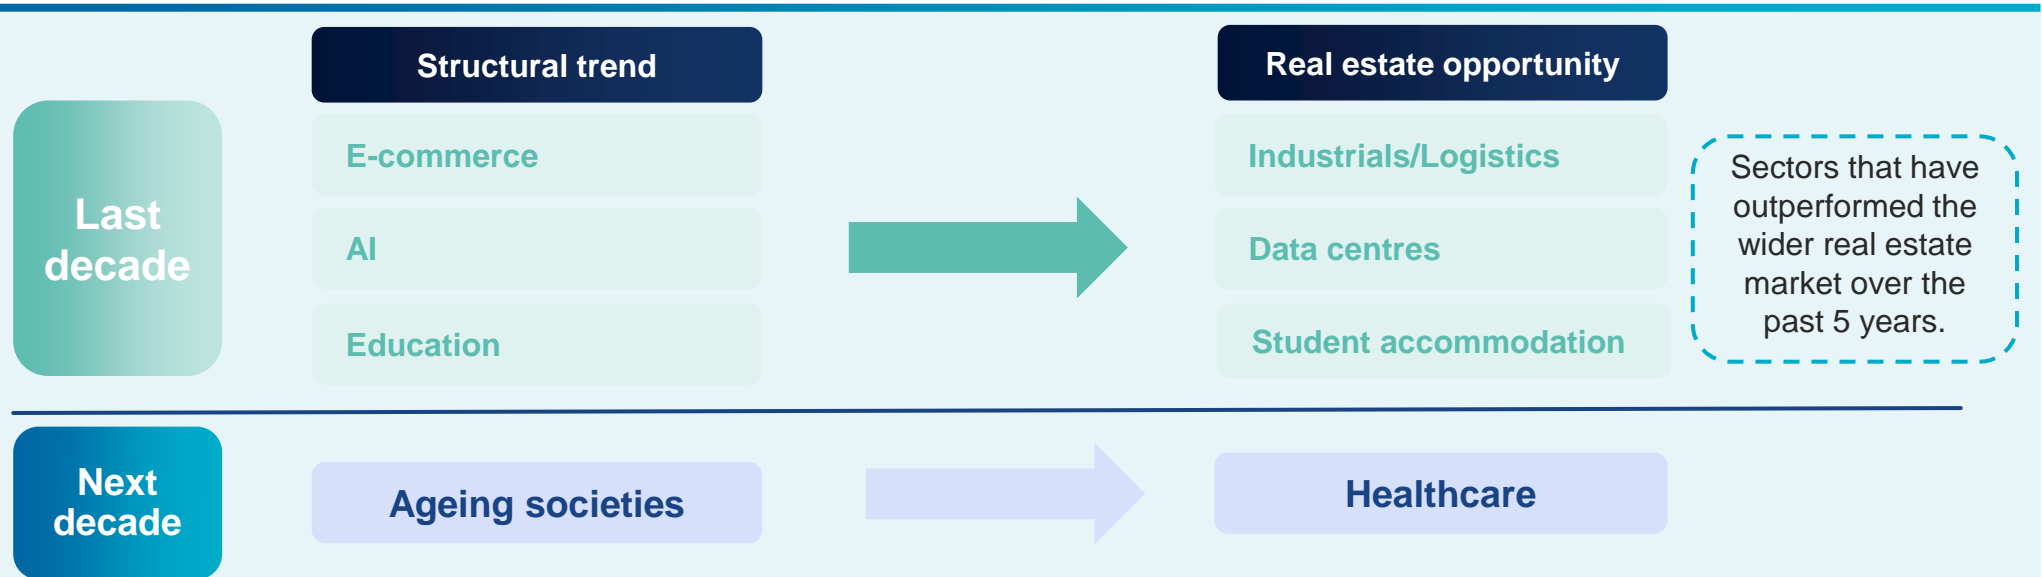 Structural trend
Real estate opportunity
Last
decade
E-commerce
Industrials/Logistics
AI
Data centres
Education
Student accommodation
Sectors that have
outperformed the
wider real estate
market over the
past 5 years.
Next
decade
Ageing societies
Healthcare